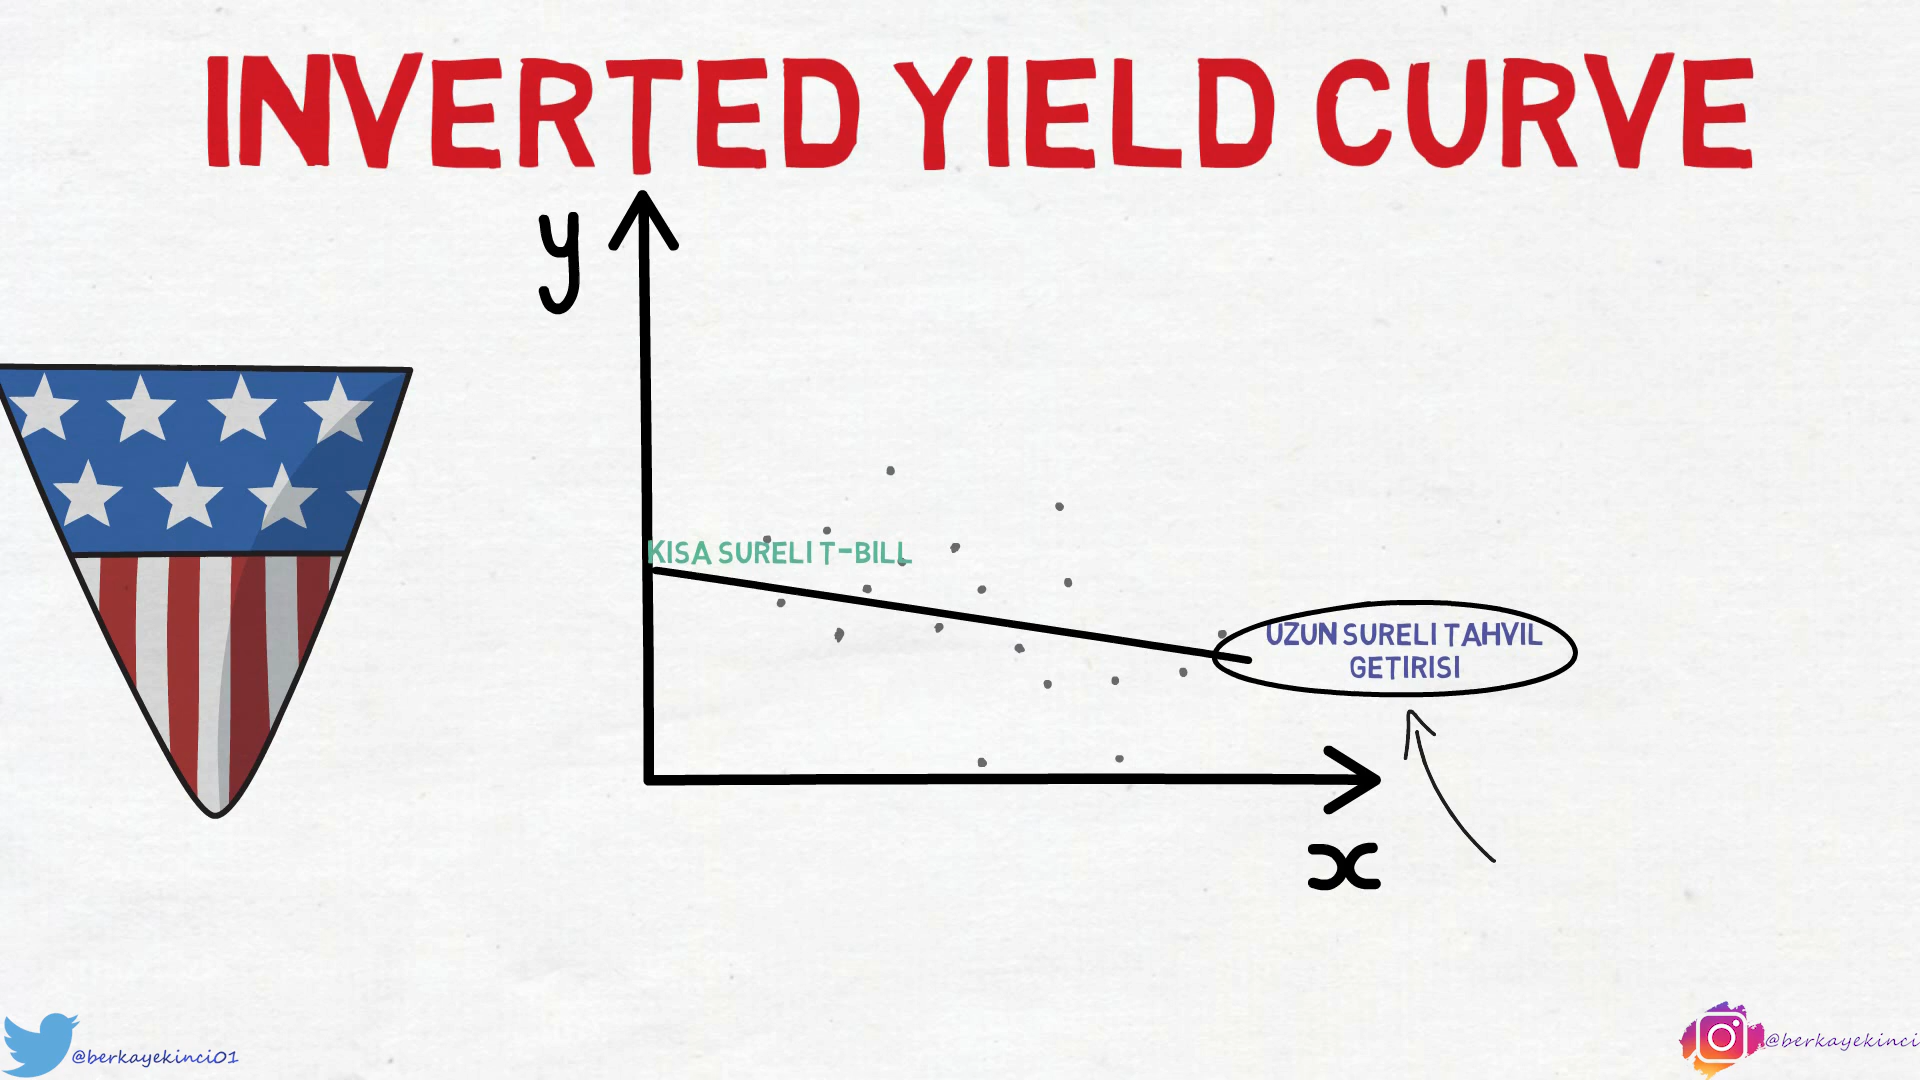 INVERTED YIELD CURVE
y
KISA SURELI T-BILL
UZUN SURELI TAHVIL
GETIRISI
x
@berkayekinci01
@berkayekinci